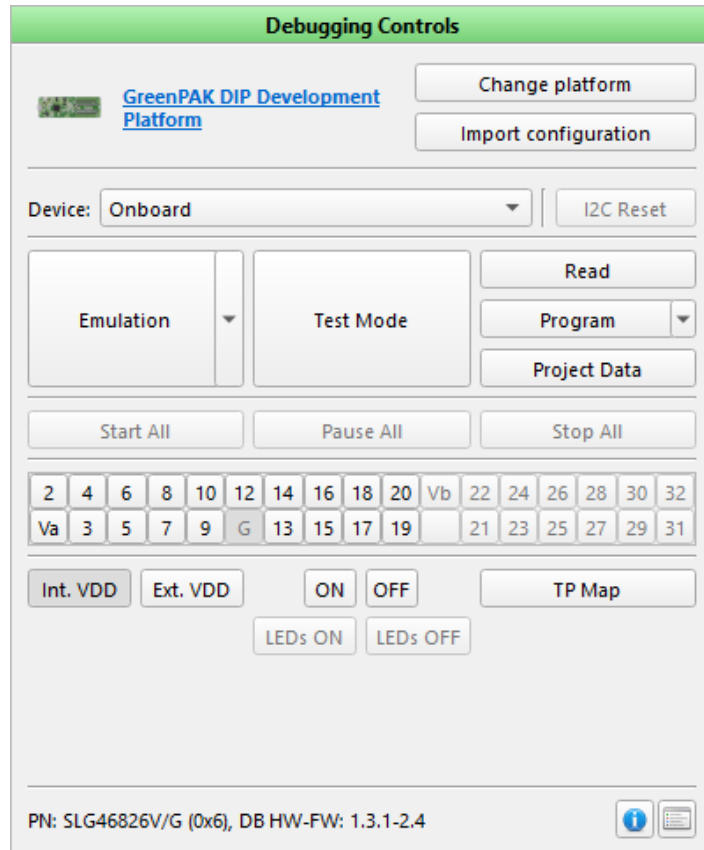 Debugging Controls
GreenPAK DIP Development
Platform
Change platform
Import configuration
Device: Onboard I2C Reset
Emulation Test Mode Read
Program
Project Data
Start All Pause All Stop All
2 4 6 8 10 12 14 16 18 20 Vb 22 24 26 28 30 32
Va 3 5 7 9 G 13 15 17 19 21 23 25 27 29 31
Int. VDD Ext. VDD ON OFF TP Map
LEDs ON LEDs OFF
PN: SLG46826V/G (0x6), DB HW-FW: 1.3.1-2.4